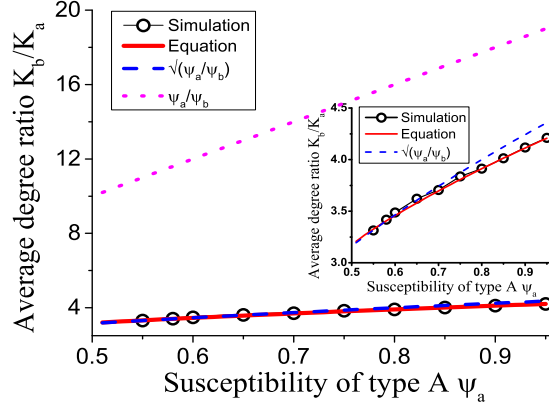 Average degree ratio K_b/K_a
20
16
12
8
4
0.5 0.6 0.7 0.8 0.9
Susceptibility of type A ψ_a
Simulation
Equation
√(ψ_a/ψ_b)
ψ_a/ψ_b
Average degree ratio K_b/K_a
4.5
4.0
3.5
3.0
0.5 0.6 0.7 0.8 0.9
Susceptibility of type A ψ_a
Simulation
Equation
√(ψ_a/ψ_b)